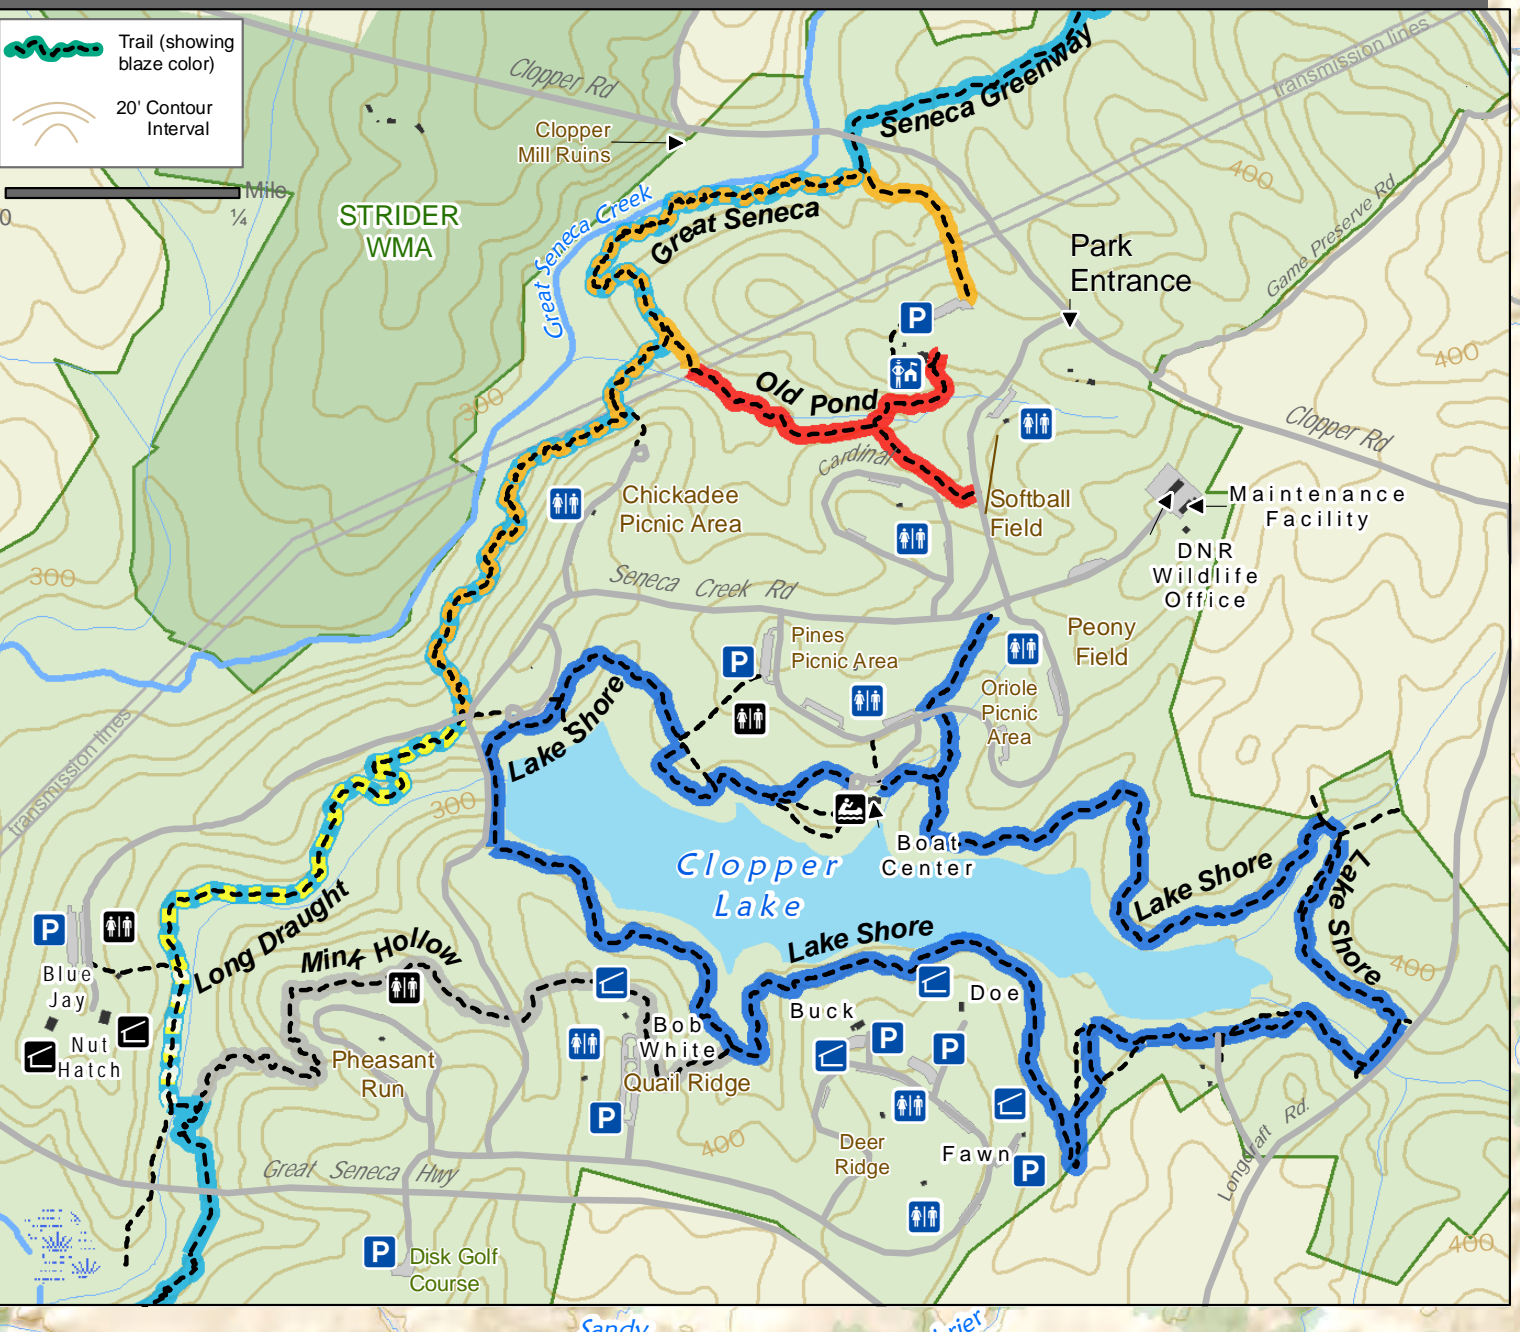 Trail (showing
blaze color)
20' Contour
Interval
Mile
0
¼
Clopper Rd
Clopper
Mill Ruins
STRIDER
WMA
Great Seneca Creek
Great Seneca
Seneca Greenway
transmission lines
400
Park
Entrance
Game Preserve Rd
400
Clopper Rd
300
P
Old Pond
Cardinal
Softball
Field
Maintenance
Facility
DNR
Wildlife
Office
Chickadee
Picnic Area
Seneca Creek Rd
300
Pines
Picnic Area
P
Peony
Field
Oriole
Picnic
Area
transmission lines
Lake Shore
300
Boat
Center
Clopper
Lake
Lake Shore
Lake Shore
Lake Shore
400
Long Draught
Mink Hollow
P
Blue
Jay
Nut
Hatch
Pheasant
Run
Bob
White
Quail Ridge
P
Buck
Doe
P
P
Deer
Ridge
Fawn
P
400
Great Seneca Hwy
Longdraft Rd.
P
Disk Golf
Course
400
Sandy
rier